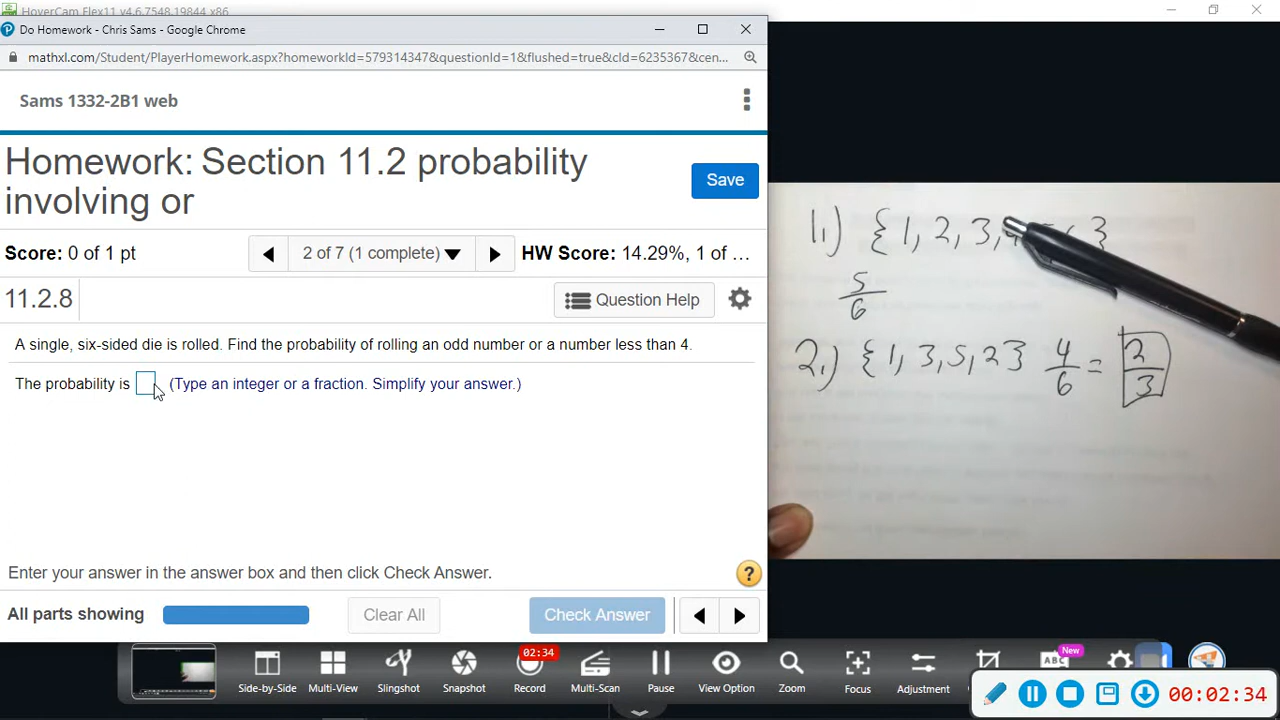 HoverCam Flex11 v4.6.7548.19844 x86
Do Homework - Chris Sams - Google Chrome
mathxl.com/Student/PlayerHomework.aspx?homeworkId=579314347&questionId=1&flushed=true&cId=6235367&cen...
Sams 1332-2B1 web
Homework: Section 11.2 probability
involving or
Save
Score: 0 of 1 pt
2 of 7 (1 complete)
HW Score: 14.29%, 1 of ...
11.2.8
Question Help
A single, six-sided die is rolled. Find the probability of rolling an odd number or a number less than 4.
The probability is
(Type an integer or a fraction. Simplify your answer.)
Enter your answer in the answer box and then click Check Answer.
?
All parts showing
Clear All
Check Answer
1.) { 1, 2, 3, }
5/6
2.) { 1, 3, 5, 2 } 4/6 = 2/3
02:34
New
ABC
Side-by-Side
Multi-View
Slingshot
Snapshot
Record
Multi-Scan
Pause
View Option
Zoom
Focus
Adjustment
00:02:34